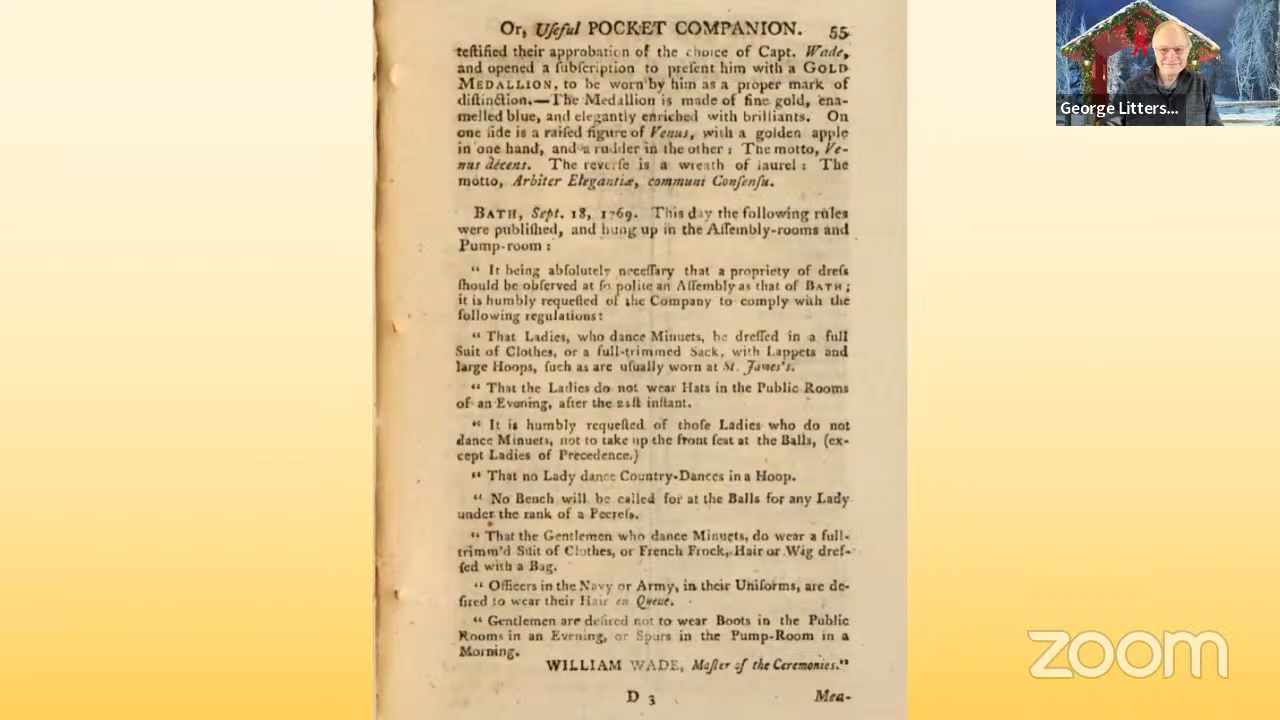 Or, Uſeful POCKET COMPANION. 55
teſtified their approbation of the choice of Capt. Wade,
and opened a ſubſcription to preſent him with a GOLD
MEDALLION, to be worn by him as a proper mark of
diſtinction.—The Medallion is made of fine gold, ena-
melled blue, and elegantly enriched with brilliants. On
one ſide is a raiſed figure of Venus, with a golden apple
in one hand, and a rudder in the other: The motto, Ve-
nus decens. The reverſe is a wreath of laurel: The
motto, Arbiter Elegantiæ, communi Conſenſu.
BATH, Sept. 18, 1769. This day the following rules
were publiſhed, and hung up in the Aſſembly-rooms and
Pump-room:
“ It being abſolutely neceſſary that a propriety of dreſs
ſhould be obſerved at ſo polite an Aſſembly as that of BATH;
it is humbly requeſted of the Company to comply with the
following regulations:
“ That Ladies, who dance Minuets, be dreſſed in a full
Suit of Clothes, or a full-trimmed Sack, with Lappets and
large Hoops, ſuch as are uſually worn at St. James's.
“ That the Ladies do not wear Hats in the Public Rooms
of an Evening, after the 21ſt inſtant.
“ It is humbly requeſted of thoſe Ladies who do not
dance Minuets, not to take up the front ſeat at the Balls, (ex-
cept Ladies of Precedence.)
“ That no Lady dance Country-Dances in a Hoop.
“ No Bench will be called for at the Balls for any Lady
under the rank of a Peereſs.
“ That the Gentlemen who dance Minuets, do wear a full-
trimm'd Suit of Clothes, or French Frock, Hair or Wig dreſ-
ſed with a Bag.
“ Officers in the Navy or Army, in their Uniforms, are de-
ſired to wear their Hair en Queue.
“ Gentlemen are deſired not to wear Boots in the Public
Rooms in an Evening, or Spurs in the Pump-Room in a
Morning.
WILLIAM WADE, Maſter of the Ceremonies.”
D 3 Mea-
George Litters...
zoom